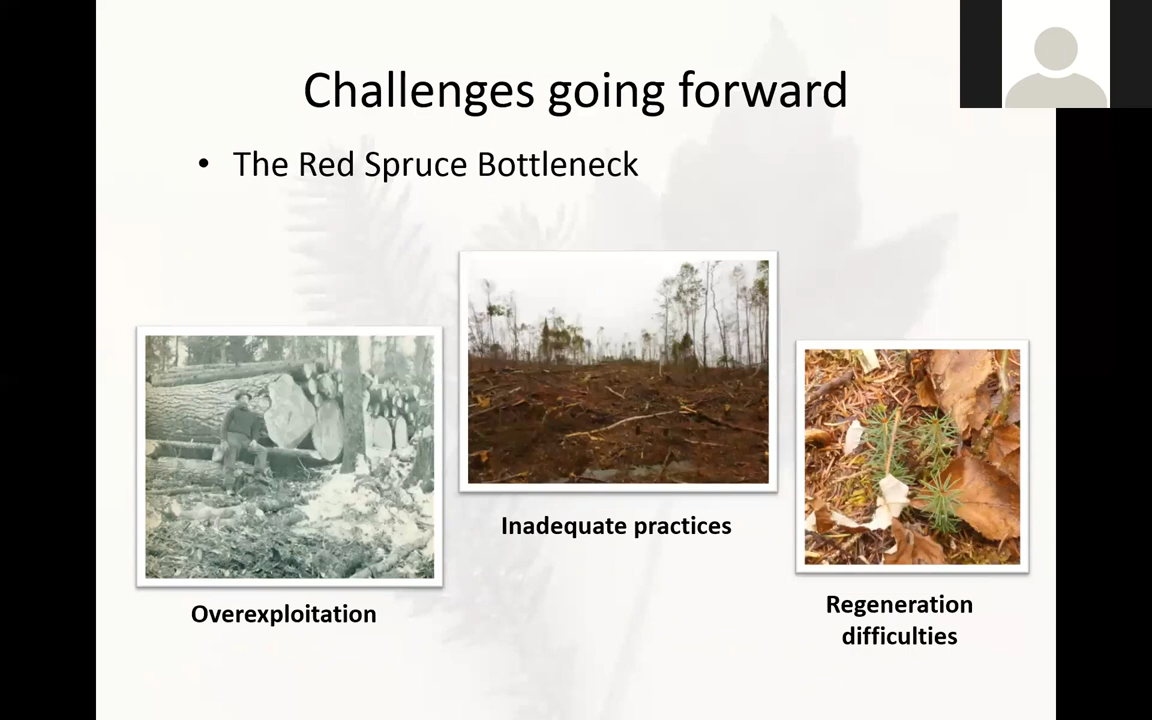 Challenges going forward
• The Red Spruce Bottleneck
Inadequate practices
Overexploitation
Regeneration
difficulties